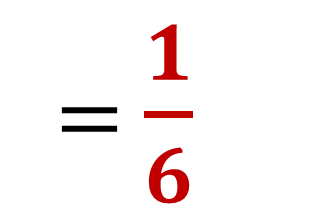 = 1/6